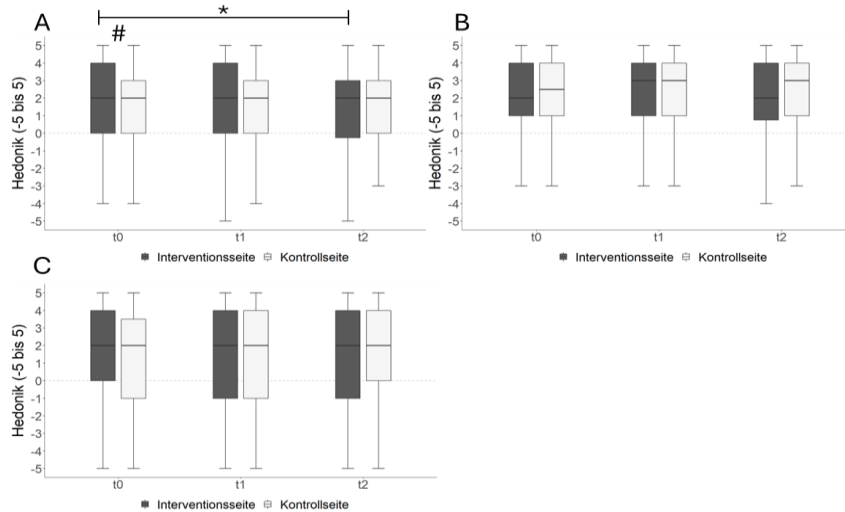 A
*
#
Hedonik (-5 bis 5)
5
4
3
2
1
0
-1
-2
-3
-4
-5
t0 t1 t2
Interventionsseite Kontrollseite
B
Hedonik (-5 bis 5)
5
4
3
2
1
0
-1
-2
-3
-4
-5
t0 t1 t2
Interventionsseite Kontrollseite
C
Hedonik (-5 bis 5)
5
4
3
2
1
0
-1
-2
-3
-4
-5
t0 t1 t2
Interventionsseite Kontrollseite